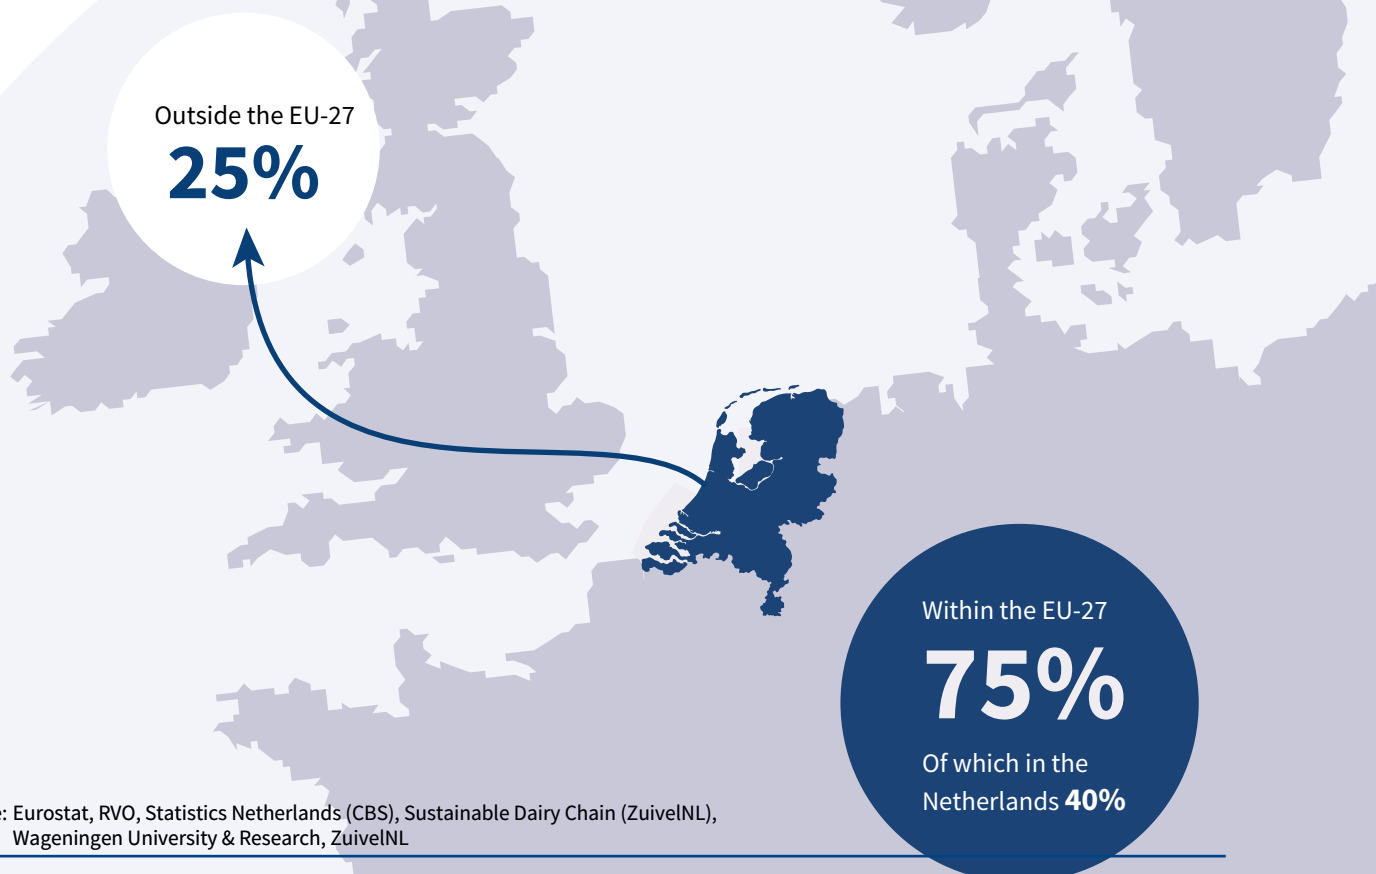 Outside the EU-27
25%
Within the EU-27
75%
Of which in the
Netherlands 40%
: Eurostat, RVO, Statistics Netherlands (CBS), Sustainable Dairy Chain (ZuivelNL),
Wageningen University & Research, ZuivelNL